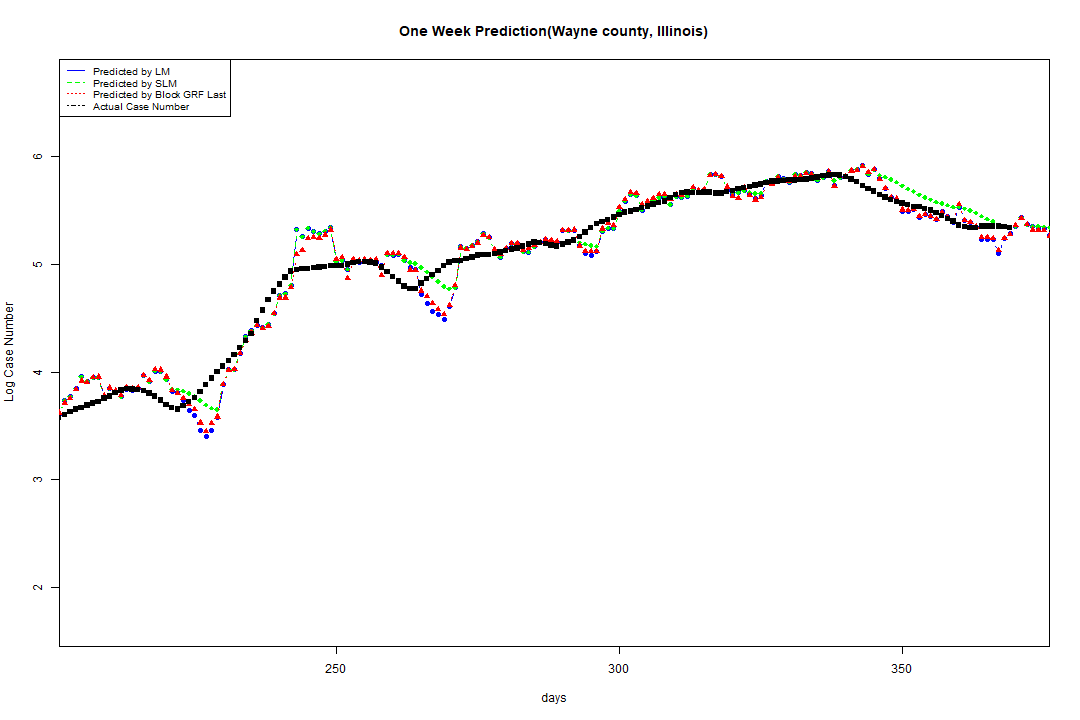 One Week Prediction(Wayne county, Illinois)
Predicted by LM
Predicted by SLM
Predicted by Block GRF Last
Actual Case Number
6
5
4
3
2
Log Case Number
250
300
350
days